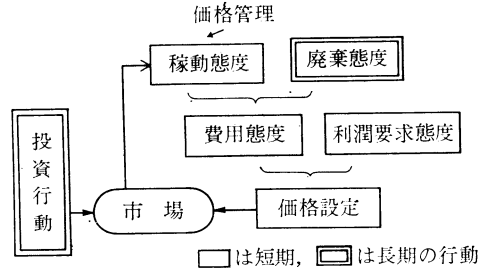 価格管理
稼動態度
廃棄態度
費用態度
利潤要求態度
投資行動
市場
価格設定
は短期,
は長期の行動